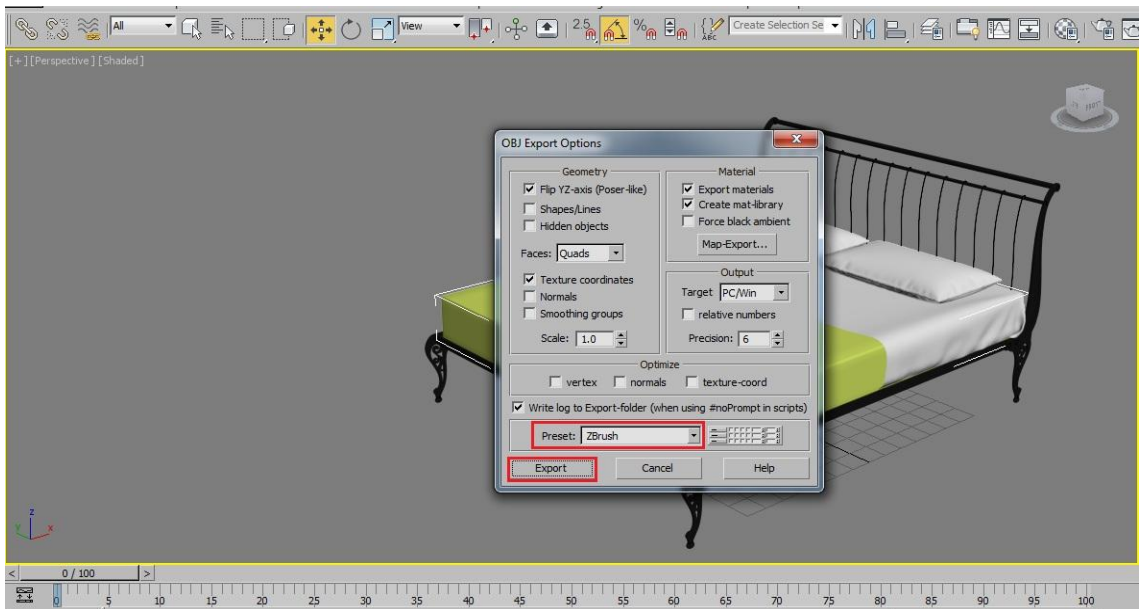 All
View
2.5
%
ABC
Create Selection Se
[+][Perspective][Shaded]
FRONT
OBJ Export Options
Geometry
Flip YZ-axis (Poser-like)
Shapes/Lines
Hidden objects
Faces: Quads
Texture coordinates
Normals
Smoothing groups
Scale: 1.0
Material
Export materials
Create mat-library
Force black ambient
Map-Export...
Output
Target PC/Win
relative numbers
Precision: 6
Optimize
vertex normals texture-coord
Write log to Export-folder (when using #noPrompt in scripts)
Preset: ZBrush
Export Cancel Help
z
y x
< 0 / 100 >
0 5 10 15 20 25 30 35 40 45 50 55 60 65 70 75 80 85 90 95 100